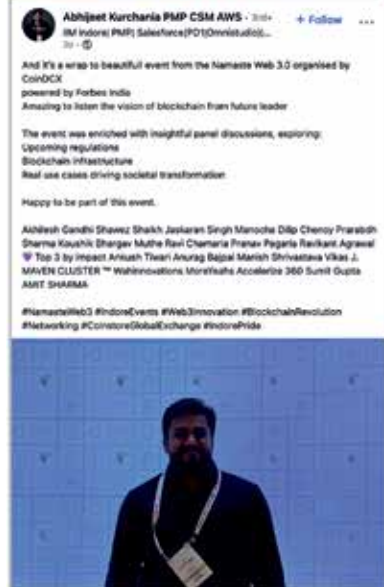 Abhijeet Kurchania PMP CSM AWS • 3rd+
+ Follow
IIM Indore| PMP| Salesforce(PD1|Omnistudio|(...
And it's a wrap to beautifull event from the Namaste Web 3.0 organised by
CoinDCX
powered by Forbes India
Amazing to listen the vision of blockchain from future leader
The event was enriched with insightful panel discussions, exploring:
Upcoming regulations
Blockchain infrastructure
Real use cases driving societal transformation
Happy to be part of this event.
Akhilesh Gandhi Shawez Shaikh Jaskaran Singh Manocha Dilip Chenoy Prarabdh
Sharma Koushik Bhargav Muthe Ravi Chamaria Pranav Pagaria Ravikant Agrawal
💜 Top 3 by impact Ankush Tiwari Anurag Bajpai Manish Shrivastava Vikas J.
MAVEN CLUSTER ™ Wahinnovations MoreYeahs Accelerize 360 Sumit Gupta
AMIT SHARMA
#NamasteWeb3 #IndoreEvents #Web3Innovation #BlockchainRevolution
#Networking #CoinstoreGlobalExchange #IndorePride